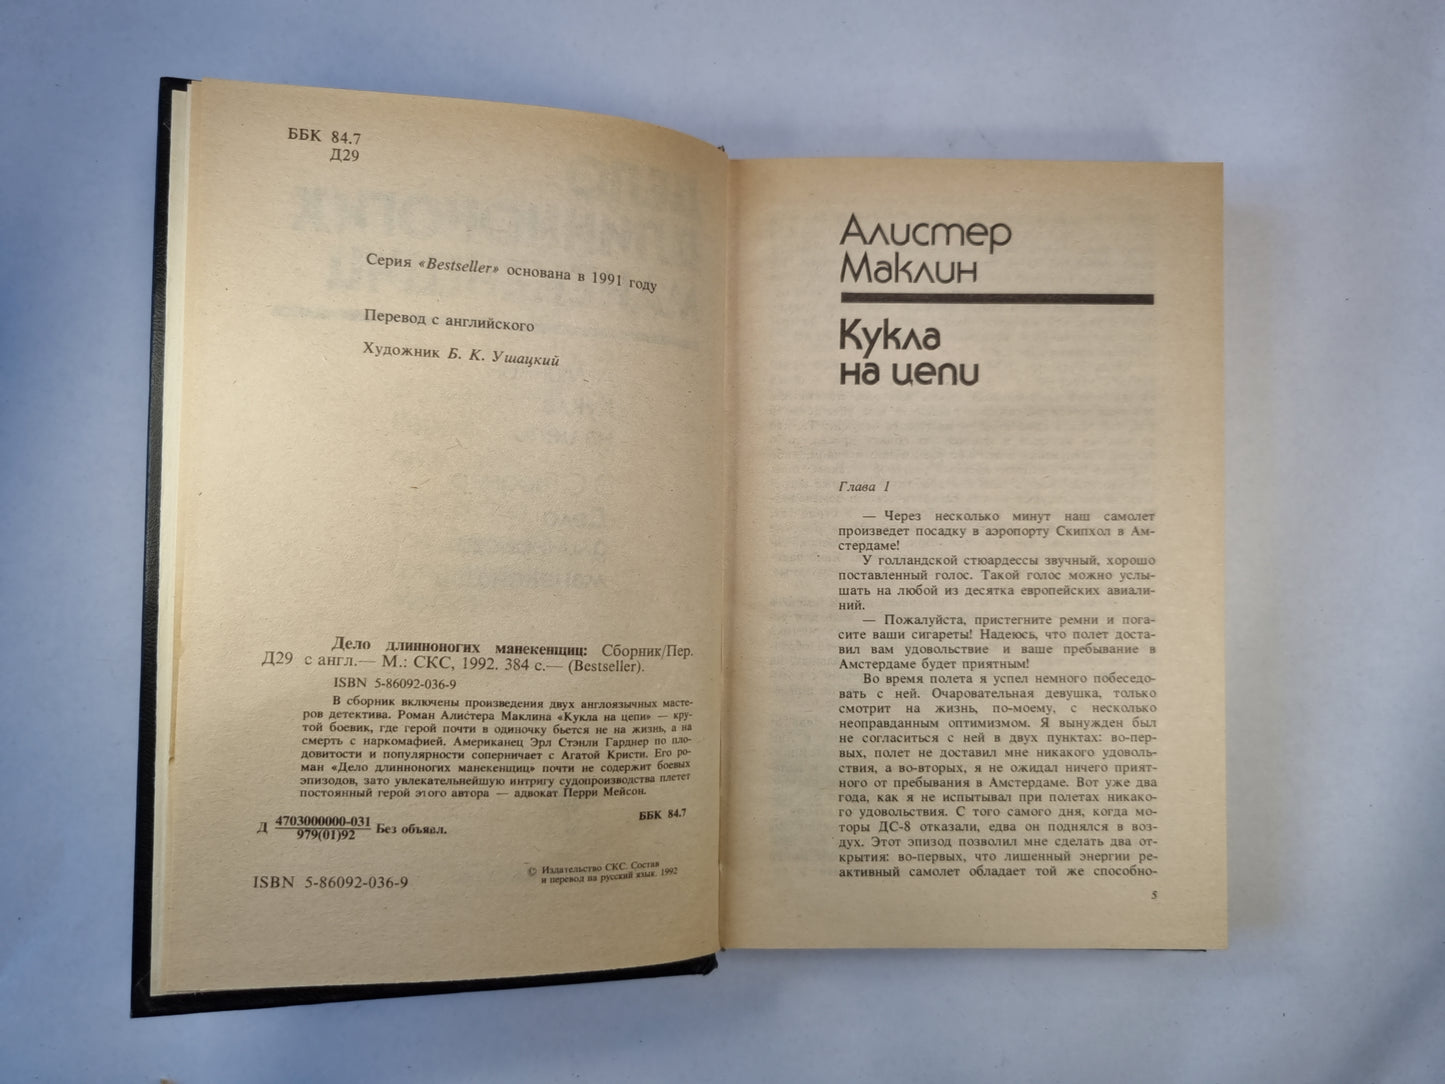 ББК 84.7
Д29
Серия «Bestseller» основана в 1991 году
Перевод с английского
Художник Б. К. Ушацкий
Дело длинноногих манекенщиц: Сборник/Пер.
Д29 с англ.— М.: СКС, 1992. 384 с.— (Bestseller).
ISBN 5-86092-036-9
В сборник включены произведения двух англоязычных масте-
ров детектива. Роман Алистера Маклина «Кукла на цепи» — кру-
той боевик, где герой почти в одиночку бьется не на жизнь, а на
смерть с наркомафией. Американец Эрл Стэнли Гарднер по пло-
довитости и популярности соперничает с Агатой Кристи. Его ро-
ман «Дело длинноногих манекенщиц» почти не содержит боевых
эпизодов, зато увлекательнейшую интригу судопроизводства плетет
постоянный герой этого автора — адвокат Перри Мейсон.
Д 4703000000-031
979(01)92 Без объявл.
ББК 84.7
ISBN 5-86092-036-9
© Издательство СКС. Состав
и перевод на русский язык. 1992
Алистер
Маклин
Кукла
на цепи
Глава 1
— Через несколько минут наш самолет
произведет посадку в аэропорту Скипхол в Ам-
стердаме!
У голландской стюардессы звучный, хорошо
поставленный голос. Такой голос можно услы-
шать на любой из десятка европейских авиали-
ний.
— Пожалуйста, пристегните ремни и пога-
сите ваши сигареты! Надеюсь, что полет доста-
вил вам удовольствие и ваше пребывание в
Амстердаме будет приятным!
Во время полета я успел немного побеседо-
вать с ней. Очаровательная девушка, только
смотрит на жизнь, по-моему, с несколько
неоправданным оптимизмом. Я вынужден был
не согласиться с ней в двух пунктах: во-пер-
вых, полет не доставил мне никакого удоволь-
ствия, а во-вторых, я не ожидал ничего прият-
ного от пребывания в Амстердаме. Вот уже два
года, как я не испытывал при полетах никако-
го удовольствия. С того самого дня, когда мо-
торы ДС-8 отказали, едва он поднялся в воз-
дух. Этот эпизод позволил мне сделать два от-
крытия: во-первых, что лишенный энергии ре-
активный самолет обладает той же способно-
5